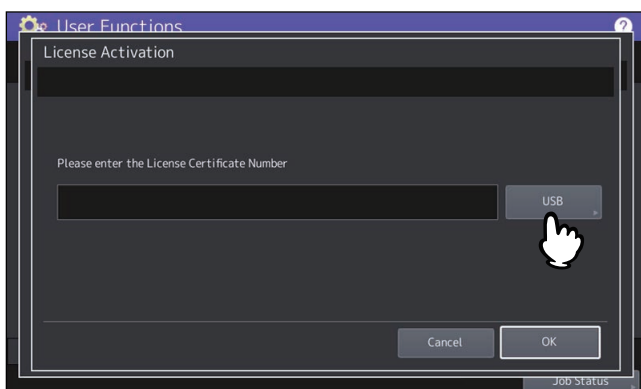 User Functions
?
License Activation
Please enter the License Certificate Number
USB
Cancel
OK
Job Status